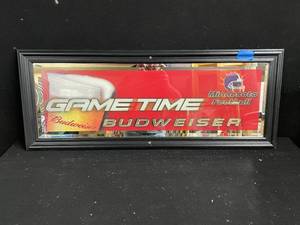 Minnesota
Football
GAME TIME
Budweiser
BUDWEISER